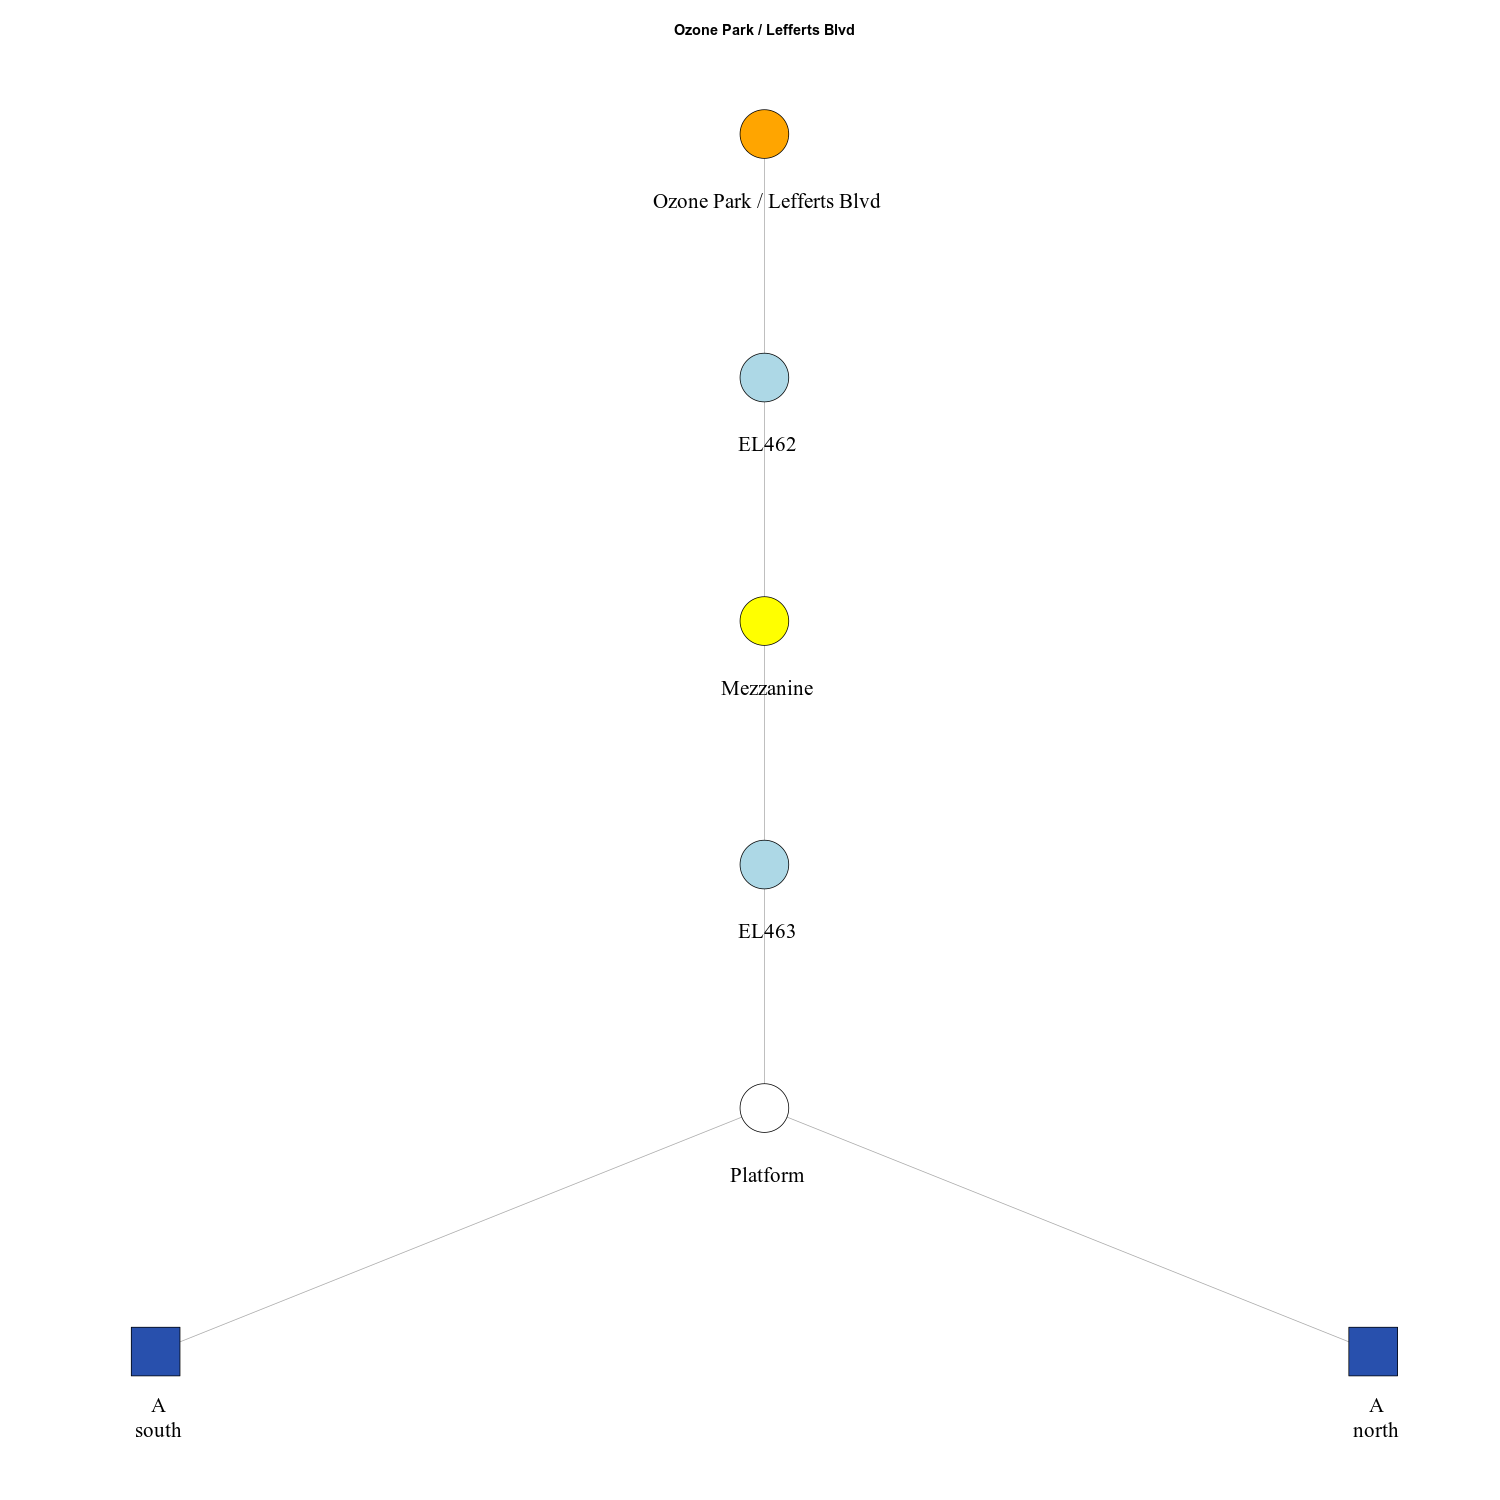 Ozone Park / Lefferts Blvd
Ozone Park / Lefferts Blvd
EL462
Mezzanine
EL463
Platform
A
south
A
north